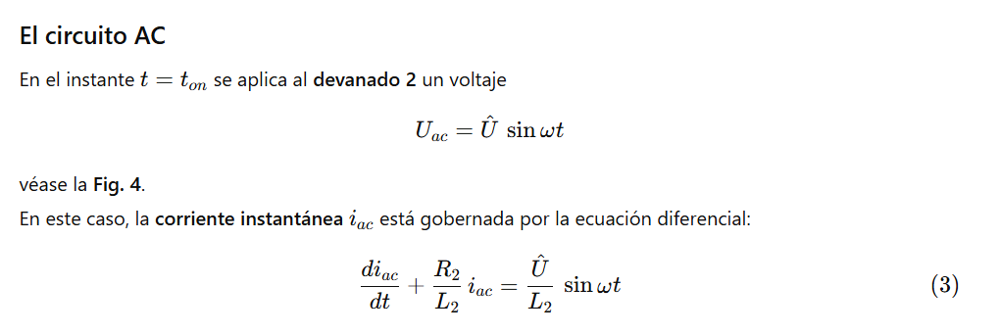 El circuito AC
En el instante t = t_{on} se aplica al devanado 2 un voltaje
U_{ac} = \hat{U} \sin \omega t
véase la Fig. 4.
En este caso, la corriente instantánea i_{ac} está gobernada por la ecuación diferencial:
\frac{di_{ac}}{dt} + \frac{R_2}{L_2} i_{ac} = \frac{\hat{U}}{L_2} \sin \omega t (3)